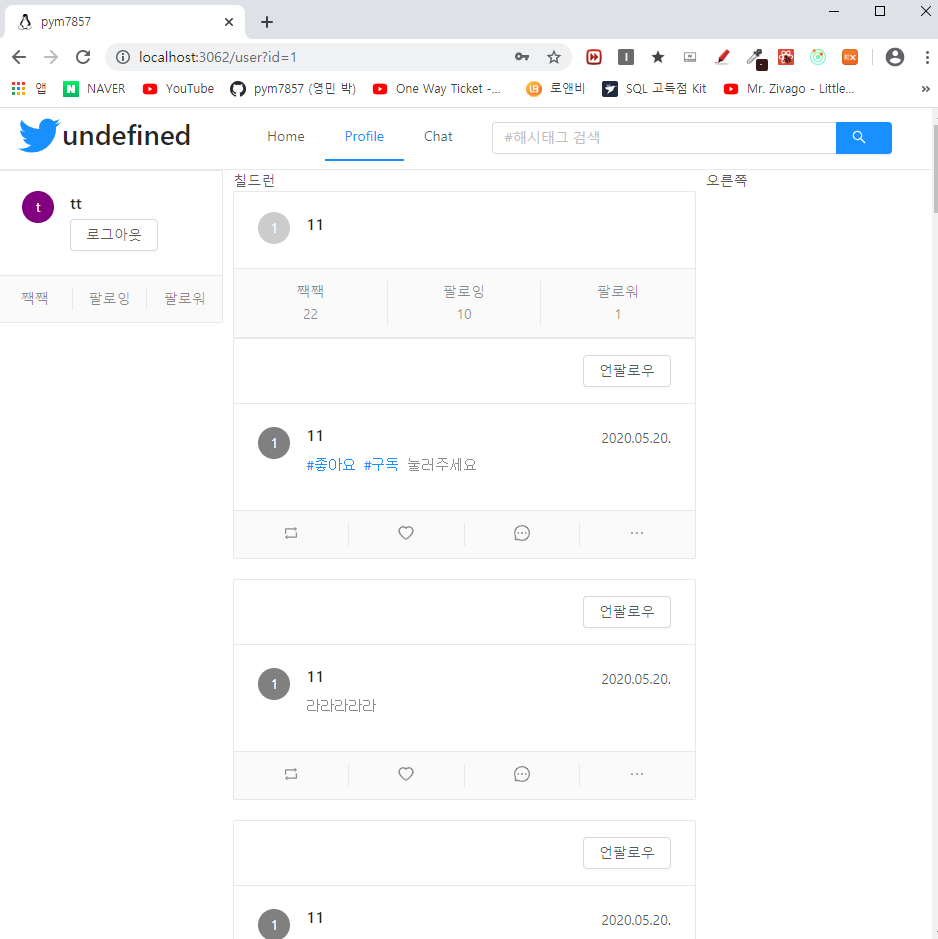 pym7857
localhost:3062/user?id=1
앱 NAVER YouTube pym7857 (영민 박) One Way Ticket -... 로앤비 SQL 고득점 Kit Mr. Zivago - Little... »
undefined Home Profile Chat #해시태그 검색
칠드런 오른쪽
t tt
로그아웃
짹짹 팔로잉 팔로워
1 11
짹짹 팔로잉 팔로워
22 10 1
언팔로우
1 11 2020.05.20.
#좋아요 #구독 눌러주세요
언팔로우
1 11 2020.05.20.
라라라라라
언팔로우
1 11 2020.05.20.